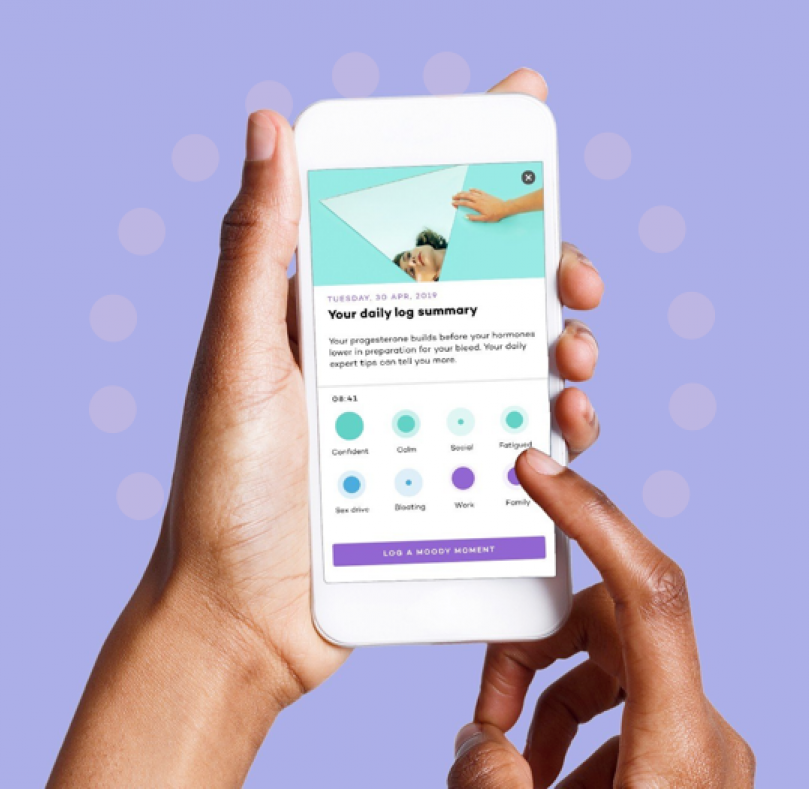 TUESDAY, 30 APR, 2019
Your daily log summary
Your progesterone builds before your hormones
lower in preparation for your bleed. Your daily
expert tips can tell you more.
08:41
Confident Calm Social Fatigued
Sex drive Bloating Work Family
LOG A MOODY MOMENT